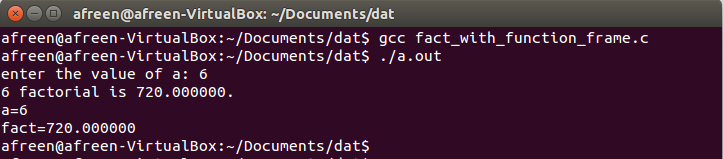 afreen@afreen-VirtualBox: ~/Documents/dat
afreen@afreen-VirtualBox:~/Documents/dat$ gcc fact_with_function_frame.c
afreen@afreen-VirtualBox:~/Documents/dat$ ./a.out
enter the value of a: 6
6 factorial is 720.000000.
a=6
fact=720.000000
afreen@afreen-VirtualBox:~/Documents/dat$